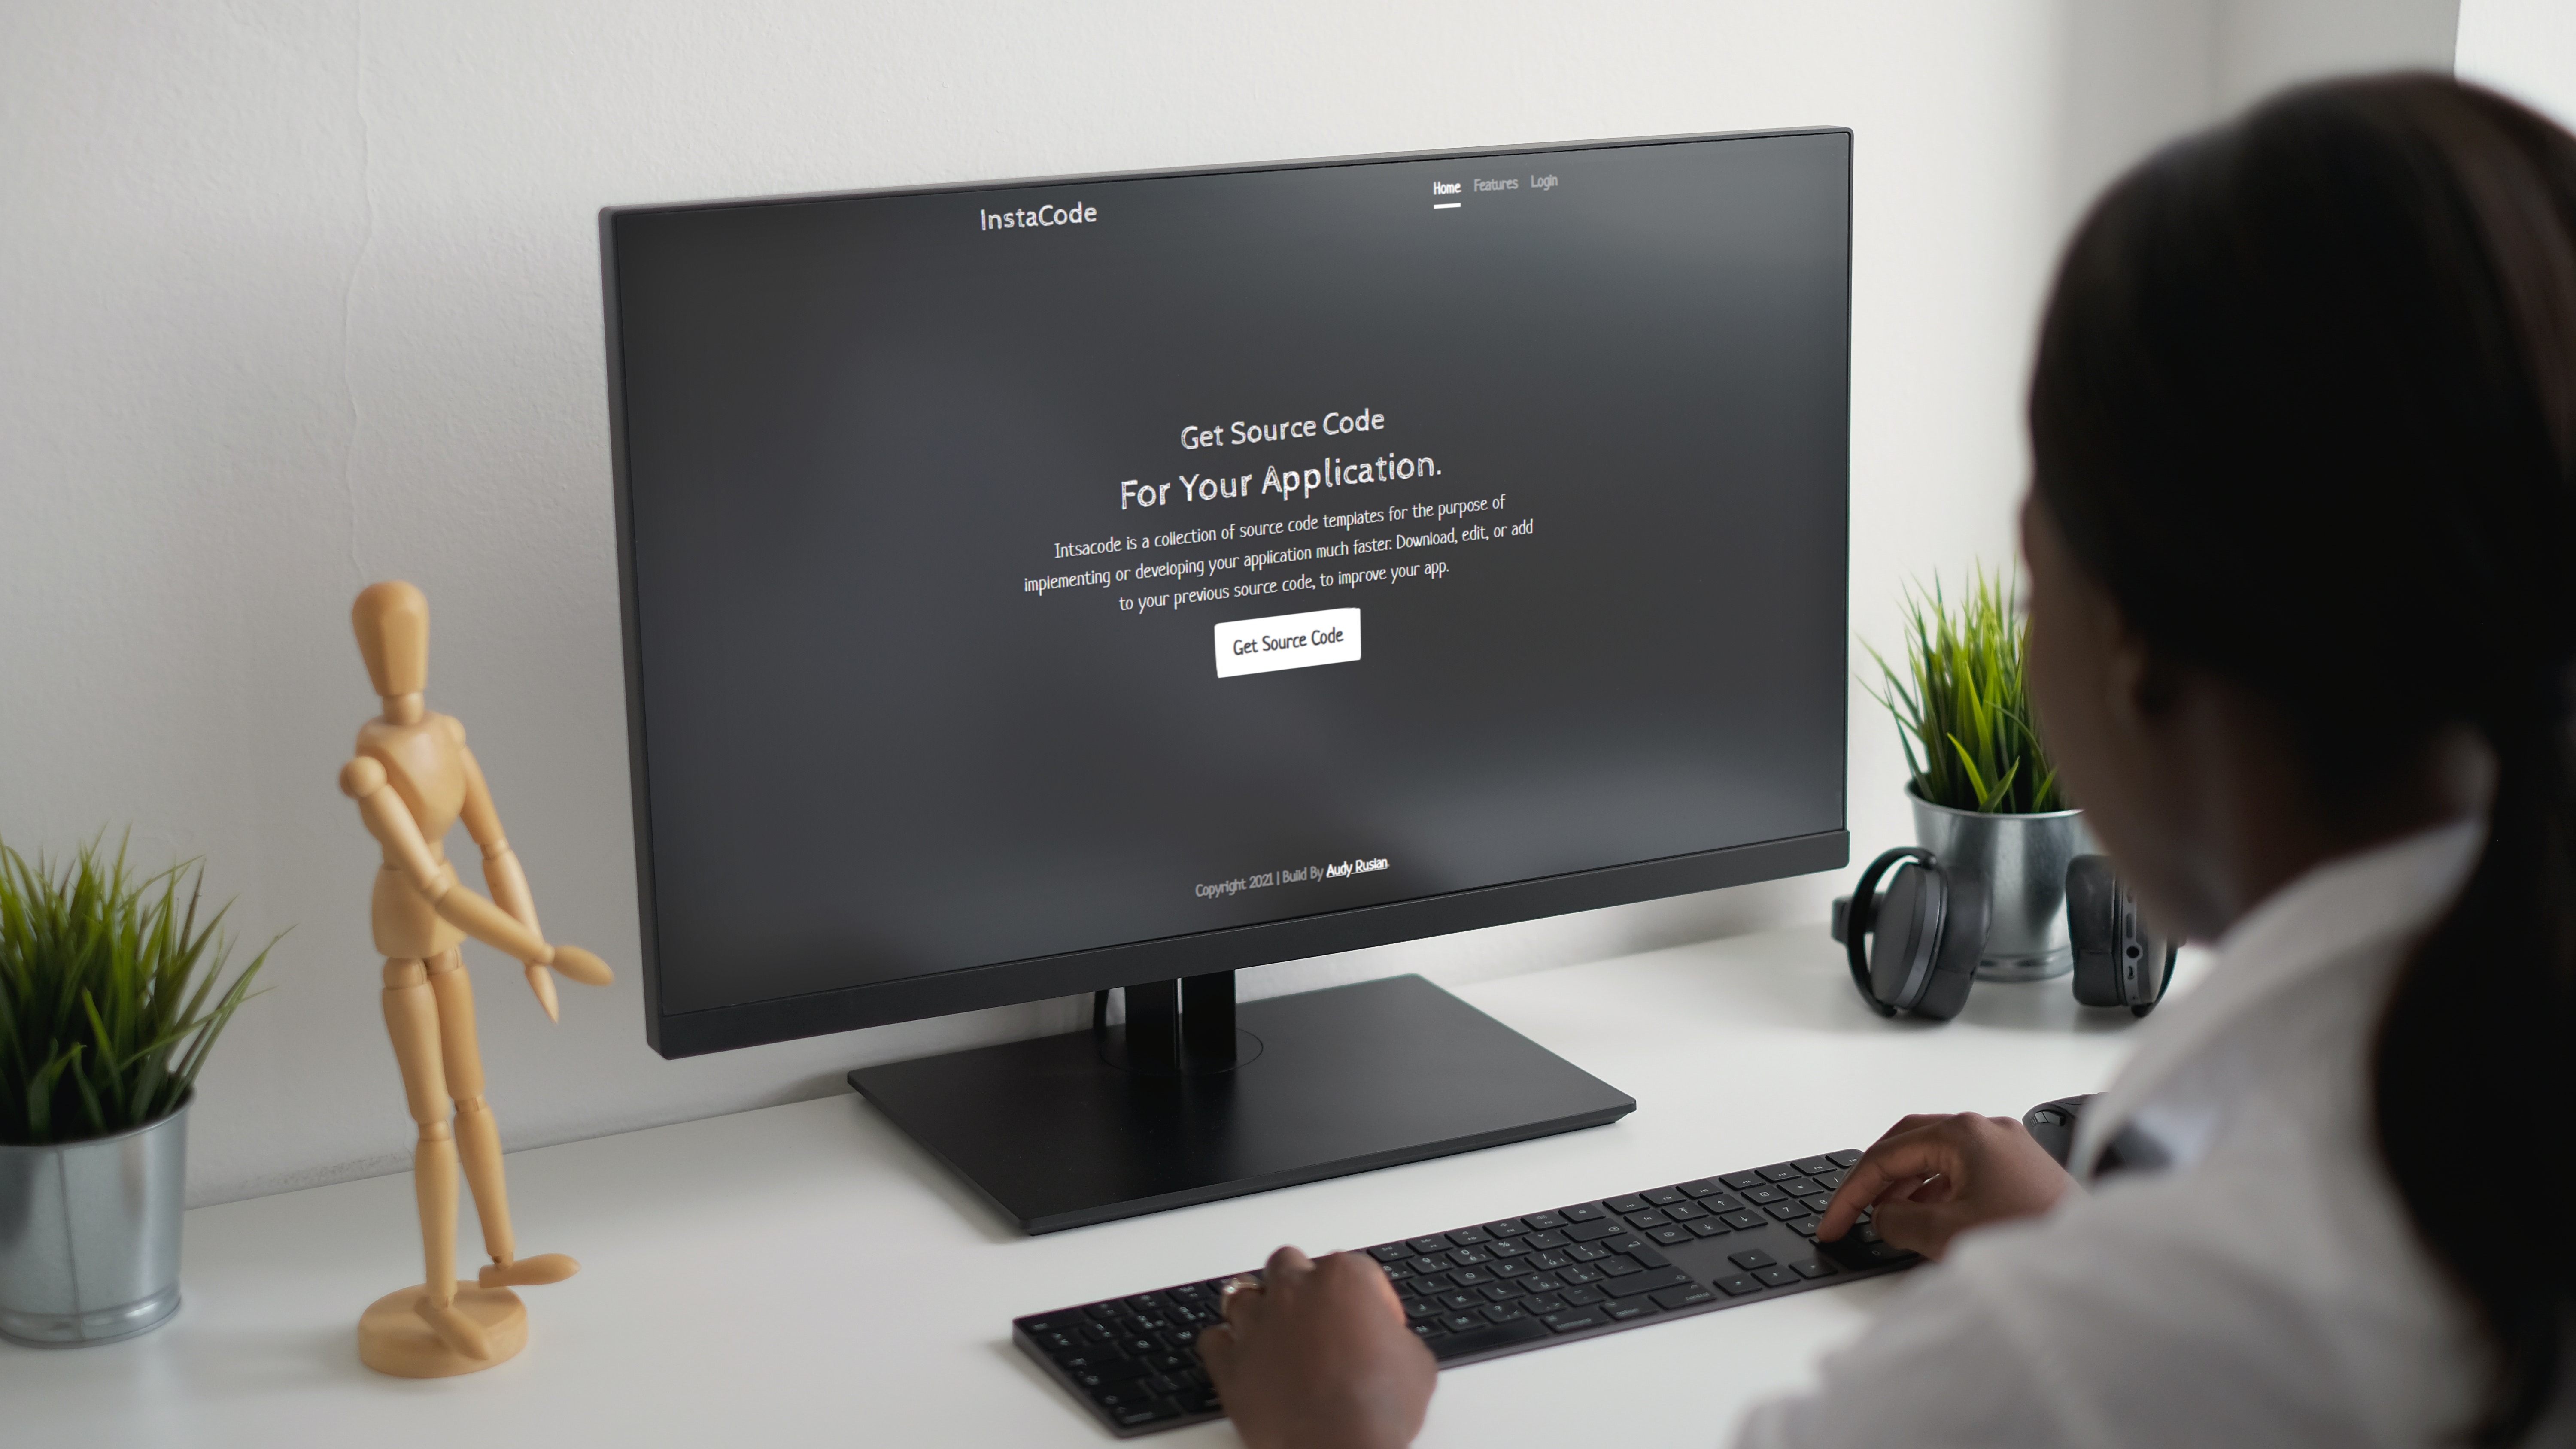 InstaCode
Home Features Login
Get Source Code
For Your Application.
Intsacode is a collection of source code templates for the purpose of
implementing or developing your application much faster. Download, edit, or add
to your previous source code, to improve your app.
Get Source Code
Copyright 2021 | Build By Audy Ruslan